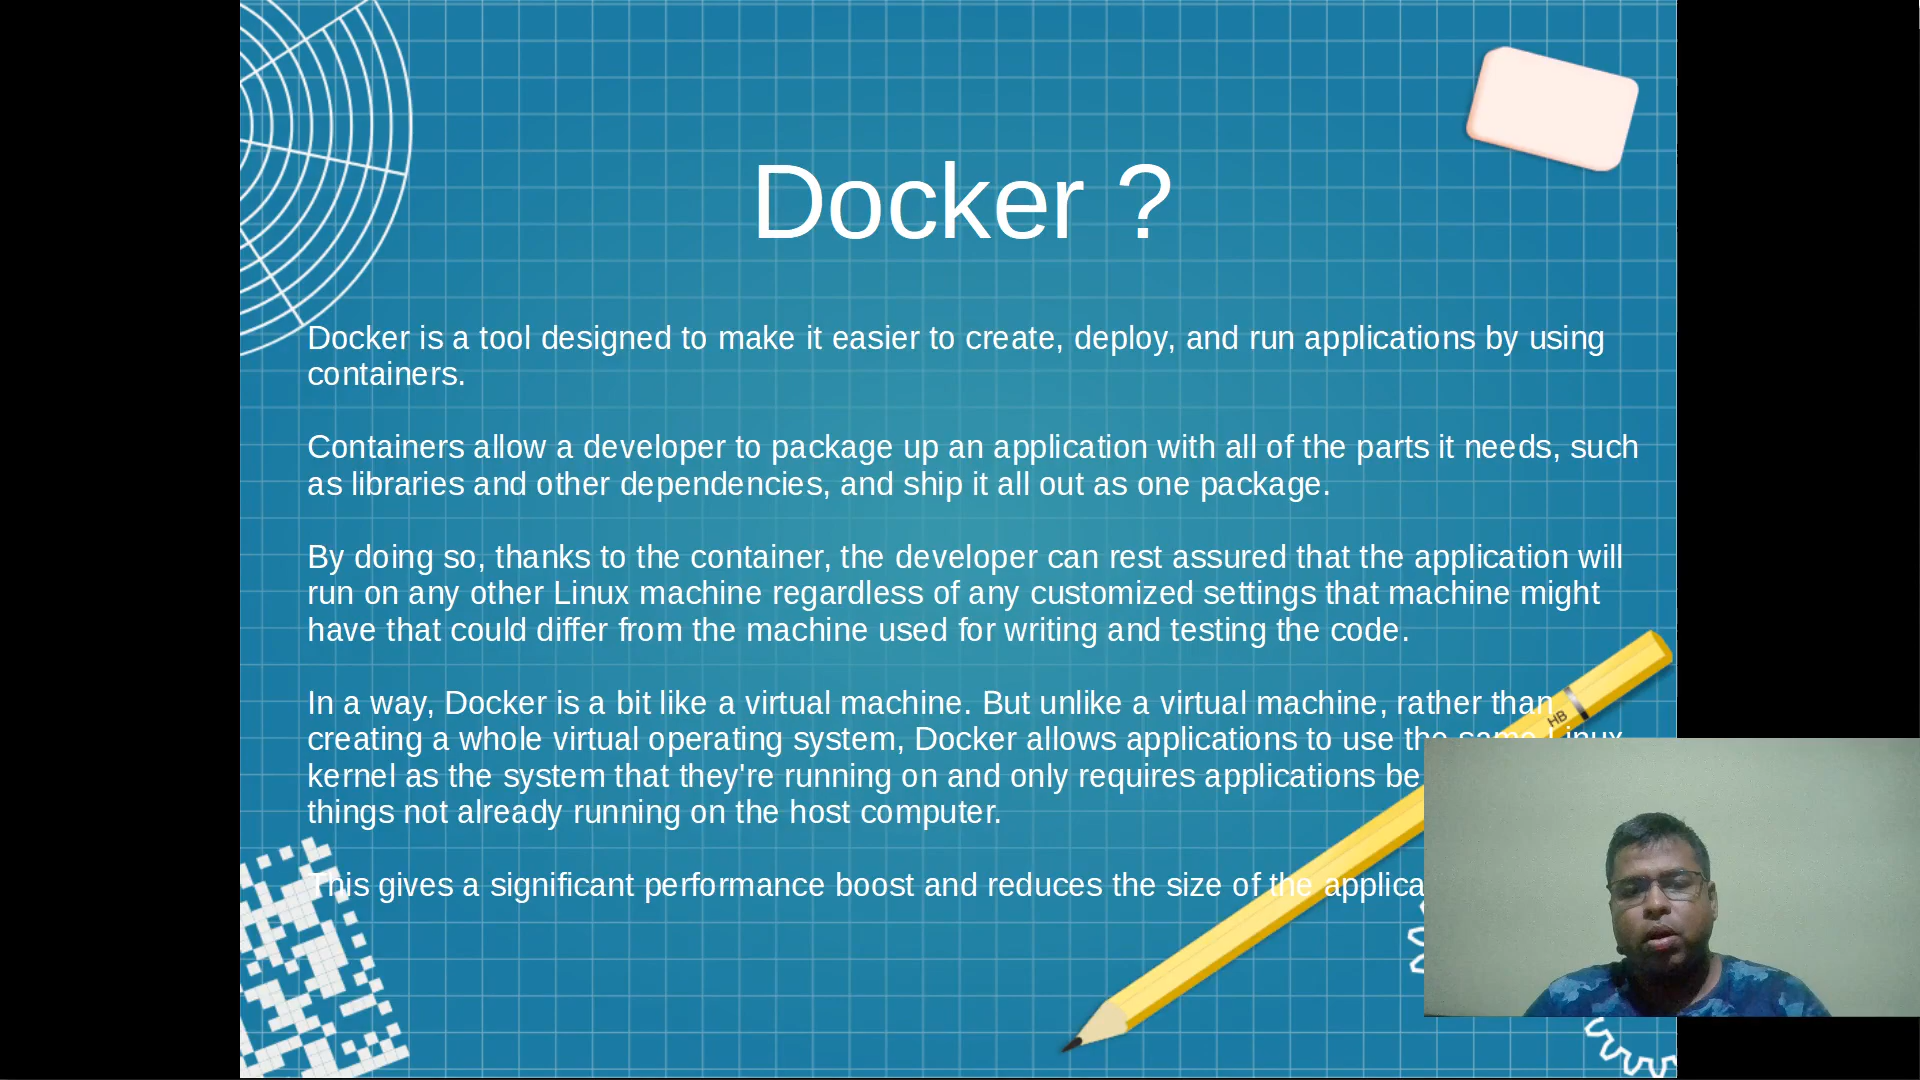 Docker ?
Docker is a tool designed to make it easier to create, deploy, and run applications by using
containers.
Containers allow a developer to package up an application with all of the parts it needs, such
as libraries and other dependencies, and ship it all out as one package.
By doing so, thanks to the container, the developer can rest assured that the application will
run on any other Linux machine regardless of any customized settings that machine might
have that could differ from the machine used for writing and testing the code.
In a way, Docker is a bit like a virtual machine. But unlike a virtual machine, rather than
HB
creating a whole virtual operating system, Docker allows applications to use the same Linux
kernel as the system that they're running on and only requires applications be
things not already running on the host computer.
This gives a significant performance boost and reduces the size of the